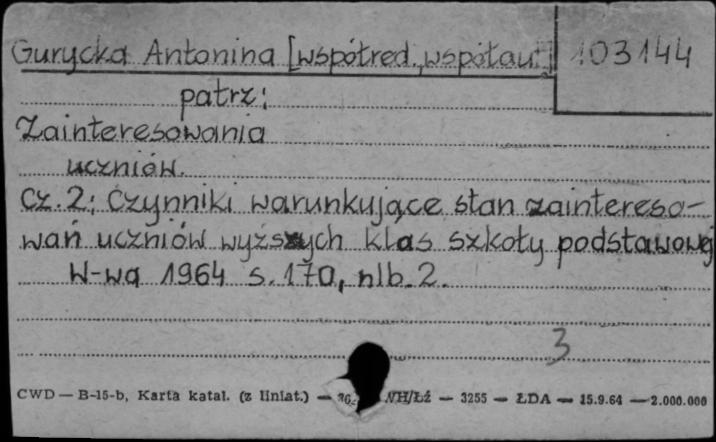 Gurycka Antonina [współred., współaut.] 103144
patrz:
Zainteresowania
uczniów.
Cz. 2: Czynniki warunkujące stan zaintereso-
wań uczniów wyższych klas szkoły podstawowej
W-wa 1964 s. 170, nlb. 2.
3
CWD — B-15-b, Karta katal. (z liniat.) — WH/Łź — 3255 — ŁDA — 15.9.64 — 2.000.000